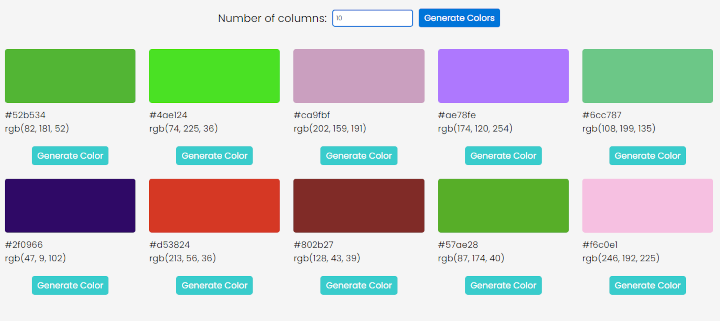 Number of columns: 10 Generate Colors
#52b534 #4ae124 #ca9fbf #ae78fe #6cc787
rgb(82, 181, 52) rgb(74, 225, 36) rgb(202, 159, 191) rgb(174, 120, 254) rgb(108, 199, 135)
Generate Color Generate Color Generate Color Generate Color Generate Color
#2f0966 #d53824 #802b27 #57ae28 #f6c0e1
rgb(47, 9, 102) rgb(213, 56, 36) rgb(128, 43, 39) rgb(87, 174, 40) rgb(246, 192, 225)
Generate Color Generate Color Generate Color Generate Color Generate Color